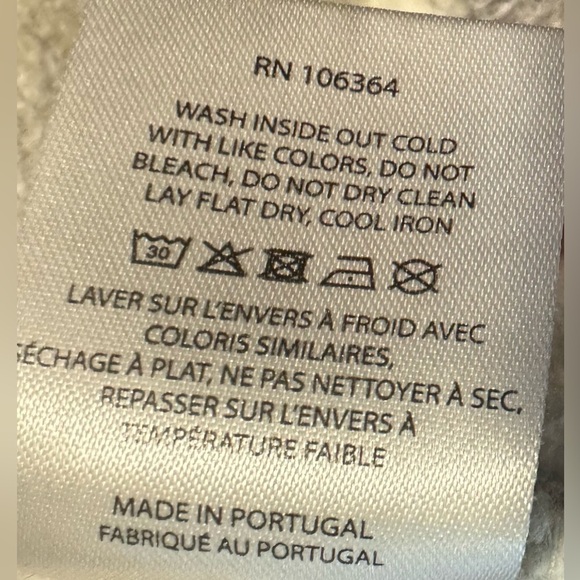 RN 106364
WASH INSIDE OUT COLD
WITH LIKE COLORS, DO NOT
BLEACH, DO NOT DRY CLEAN
LAY FLAT DRY, COOL IRON
30
LAVER SUR L'ENVERS À FROID AVEC
COLORIS SIMILAIRES,
SÉCHAGE À PLAT, NE PAS NETTOYER À SEC,
REPASSER SUR L'ENVERS À
TEMPÉRATURE FAIBLE
MADE IN PORTUGAL
FABRIQUÉ AU PORTUGAL